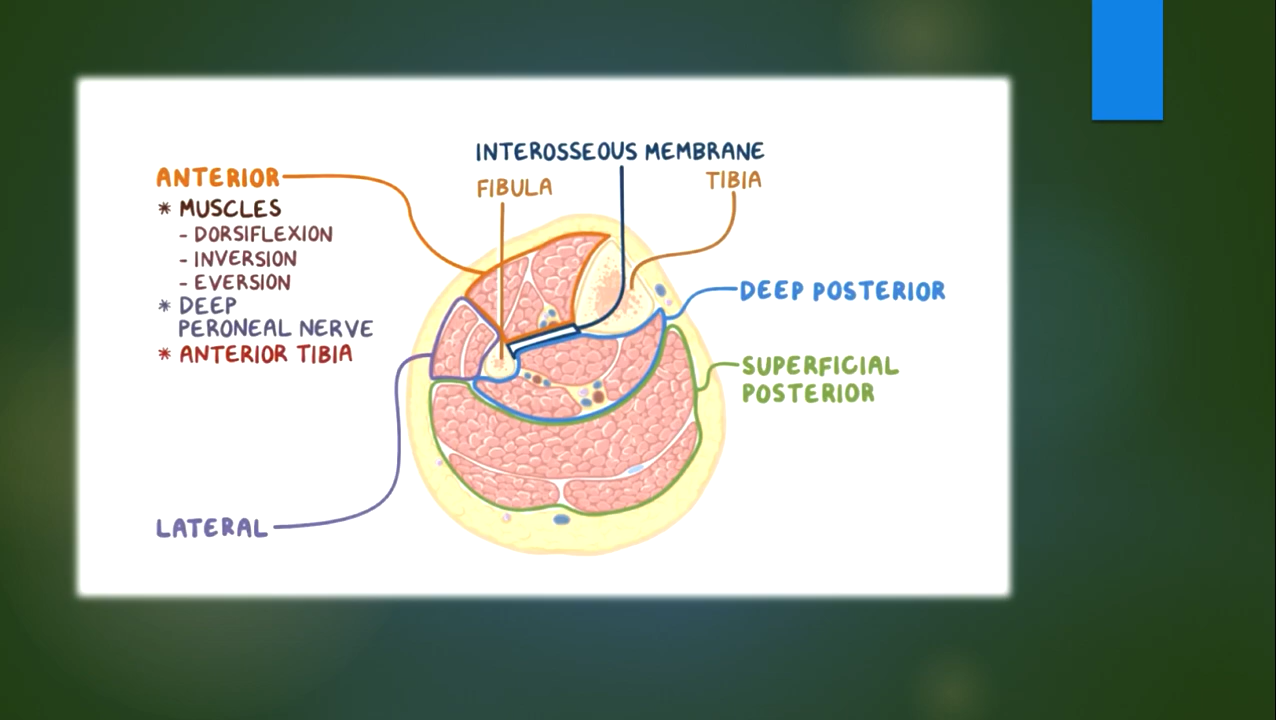 INTEROSSEOUS MEMBRANE
FIBULA
TIBIA
ANTERIOR
* MUSCLES
- DORSIFLEXION
- INVERSION
- EVERSION
* DEEP
PERONEAL NERVE
* ANTERIOR TIBIA
DEEP POSTERIOR
SUPERFICIAL
POSTERIOR
LATERAL